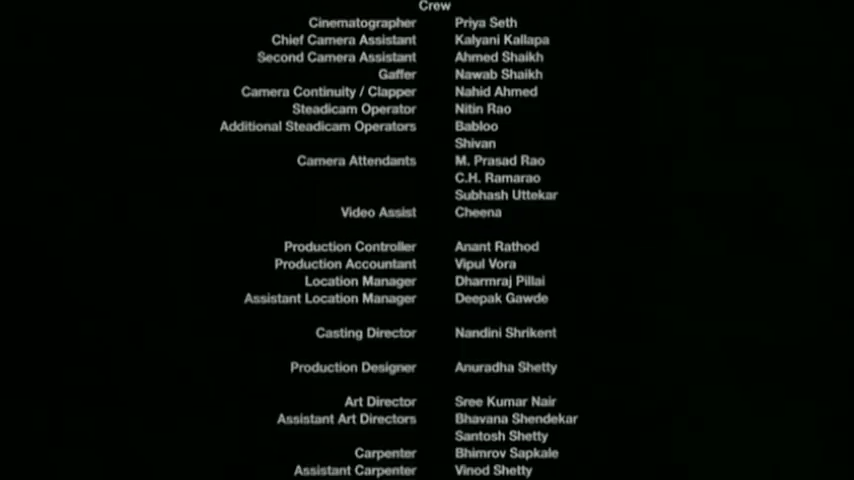 Crew
Cinematographer Priya Seth
Chief Camera Assistant Kalyani Kallapa
Second Camera Assistant Ahmed Shaikh
Gaffer Nawab Shaikh
Camera Continuity / Clapper Nahid Ahmed
Steadicam Operator Nitin Rao
Additional Steadicam Operators Babloo
Shivan
Camera Attendants M. Prasad Rao
C.H. Ramarao
Subhash Uttekar
Video Assist Cheena
Production Controller Anant Rathod
Production Accountant Vipul Vora
Location Manager Dharmraj Pillai
Assistant Location Manager Deepak Gawde
Casting Director Nandini Shrikent
Production Designer Anuradha Shetty
Art Director Sree Kumar Nair
Assistant Art Directors Bhavana Shendekar
Santosh Shetty
Carpenter Bhimrov Sapkale
Assistant Carpenter Vinod Shetty